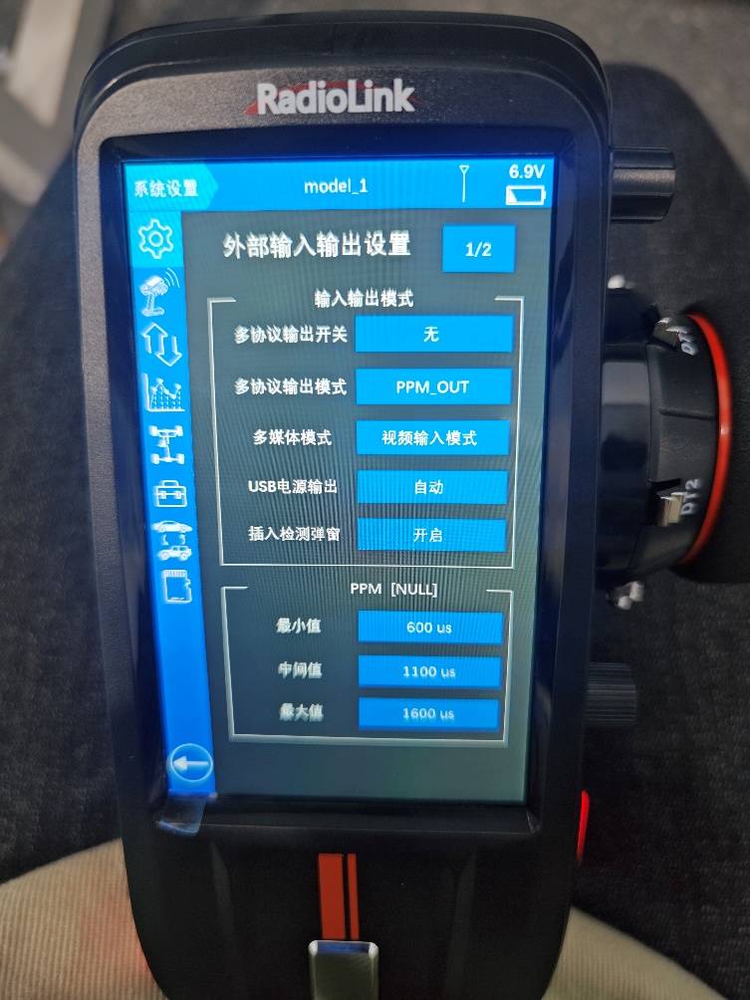 RadioLink
系统设置 model_1 6.9V
外部输入输出设置 1/2
输入输出模式
多协议输出开关 无
多协议输出模式 PPM_OUT
多媒体模式 视频输入模式
USB电源输出 自动
插入检测弹窗 开启
PPM [NULL]
最小值 600 us
中间值 1100 us
最大值 1600 us
DT2